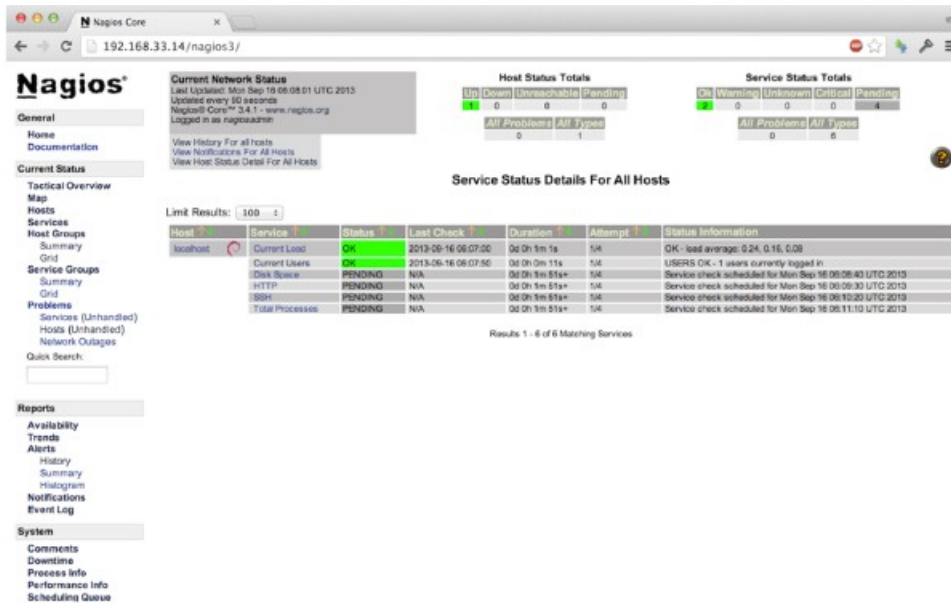 Nagios Core
192.168.33.14/nagios3/
Nagios®
General
Home
Documentation
Current Status
Tactical Overview
Map
Hosts
Services
Host Groups
Summary
Grid
Service Groups
Summary
Grid
Problems
Services (Unhandled)
Hosts (Unhandled)
Network Outages
Quick Search:
Reports
Availability
Trends
Alerts
History
Summary
Histogram
Notifications
Event Log
System
Comments
Downtime
Process Info
Performance Info
Scheduling Queue
Current Network Status
Last Updated: Mon Sep 16 06:08:01 UTC 2013
Updated every 90 seconds
Nagios® Core™ 3.4.1 - www.nagios.org
Logged in as nagiosadmin
View History For all hosts
View Notifications For All Hosts
View Host Status Detail For All Hosts
Host Status Totals
Up Down Unreachable Pending
1 0 0 0
All Problems All Types
0 1
Service Status Totals
Ok Warning Unknown Critical Pending
2 0 0 0 4
All Problems All Types
0 6
Service Status Details For All Hosts
Limit Results: 100
Host Service Status Last Check Duration Attempt Status Information
localhost Current Load OK 2013-09-16 06:07:00 0d 0h 1m 1s 1/4 OK - load average: 0.24, 0.16, 0.08
Current Users OK 2013-09-16 06:07:50 0d 0h 0m 11s 1/4 USERS OK - 1 users currently logged in
Disk Space PENDING N/A 0d 0h 1m 51s+ 1/4 Service check scheduled for Mon Sep 16 06:08:40 UTC 2013
HTTP PENDING N/A 0d 0h 1m 51s+ 1/4 Service check scheduled for Mon Sep 16 06:09:30 UTC 2013
SSH PENDING N/A 0d 0h 1m 51s+ 1/4 Service check scheduled for Mon Sep 16 06:10:20 UTC 2013
Total Processes PENDING N/A 0d 0h 1m 51s+ 1/4 Service check scheduled for Mon Sep 16 06:11:10 UTC 2013
Results 1 - 6 of 6 Matching Services